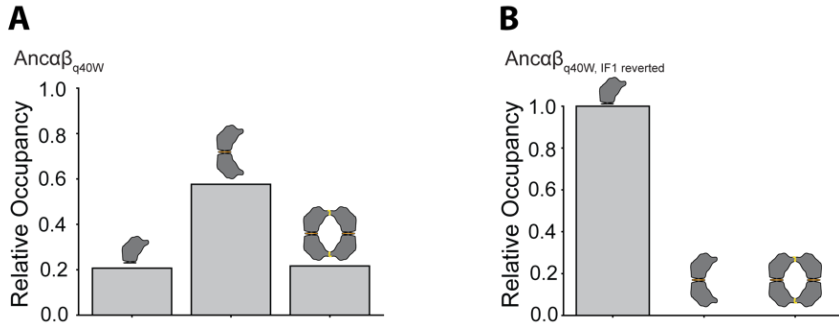 A
Ancαβq40W
Relative Occupancy
1.0
0.8
0.6
0.4
0.2
0.0
B
Ancαβq40W, IF1 reverted
Relative Occupancy
1.0
0.8
0.6
0.4
0.2
0.0